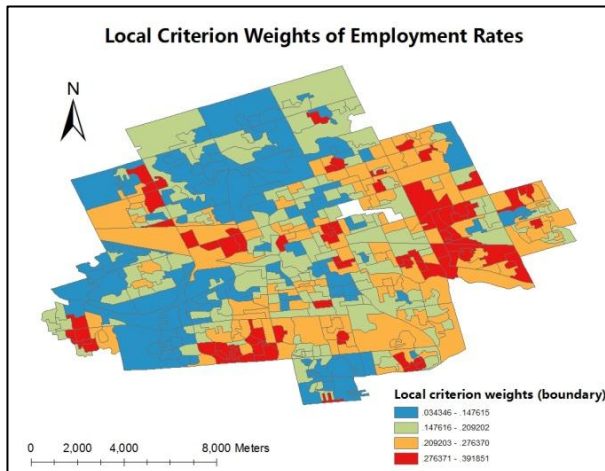 Local Criterion Weights of Employment Rates
N
Local criterion weights (boundary)
.034346 - .147615
.147616 - .209202
.209203 - .276370
.276371 - .391851
0 2,000 4,000 8,000 Meters